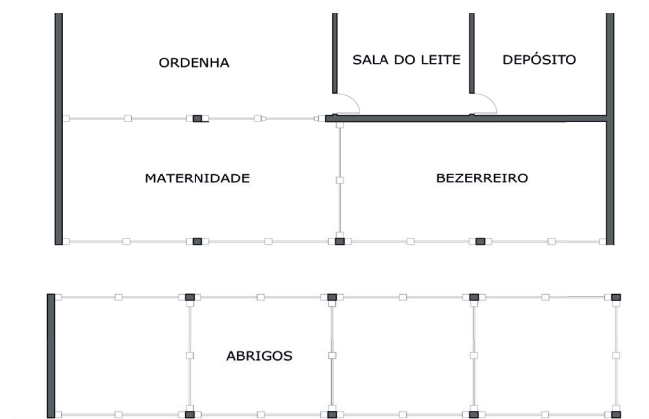 ORDENHA
SALA DO LEITE
DEPÓSITO
MATERNIDADE
BEZERREIRO
ABRIGOS